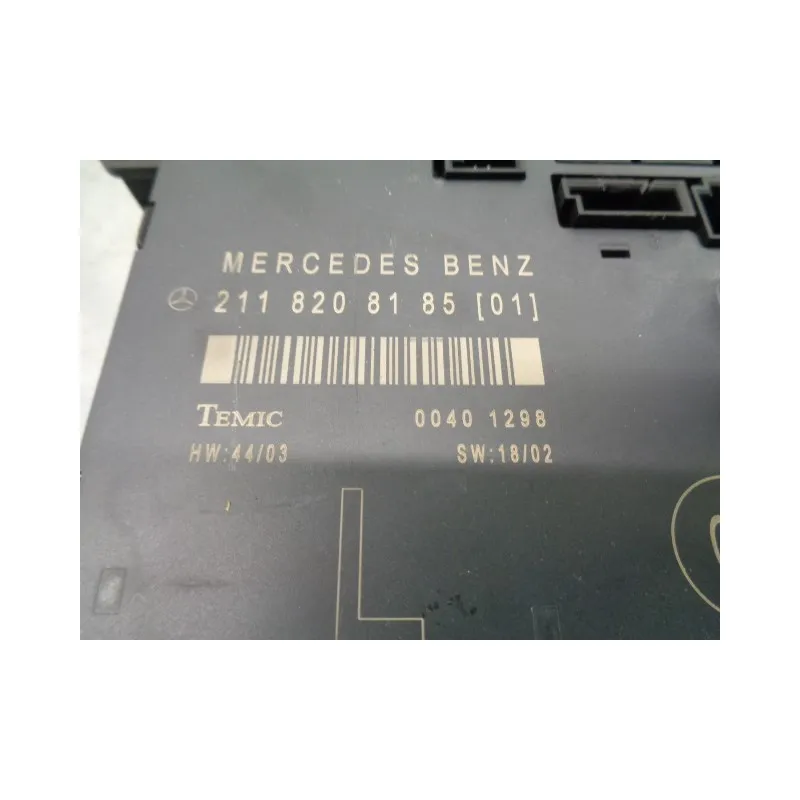 MERCEDES BENZ
211 820 81 85 [01]
TEMIC 0040 1298
HW:44/03 SW:18/02
L